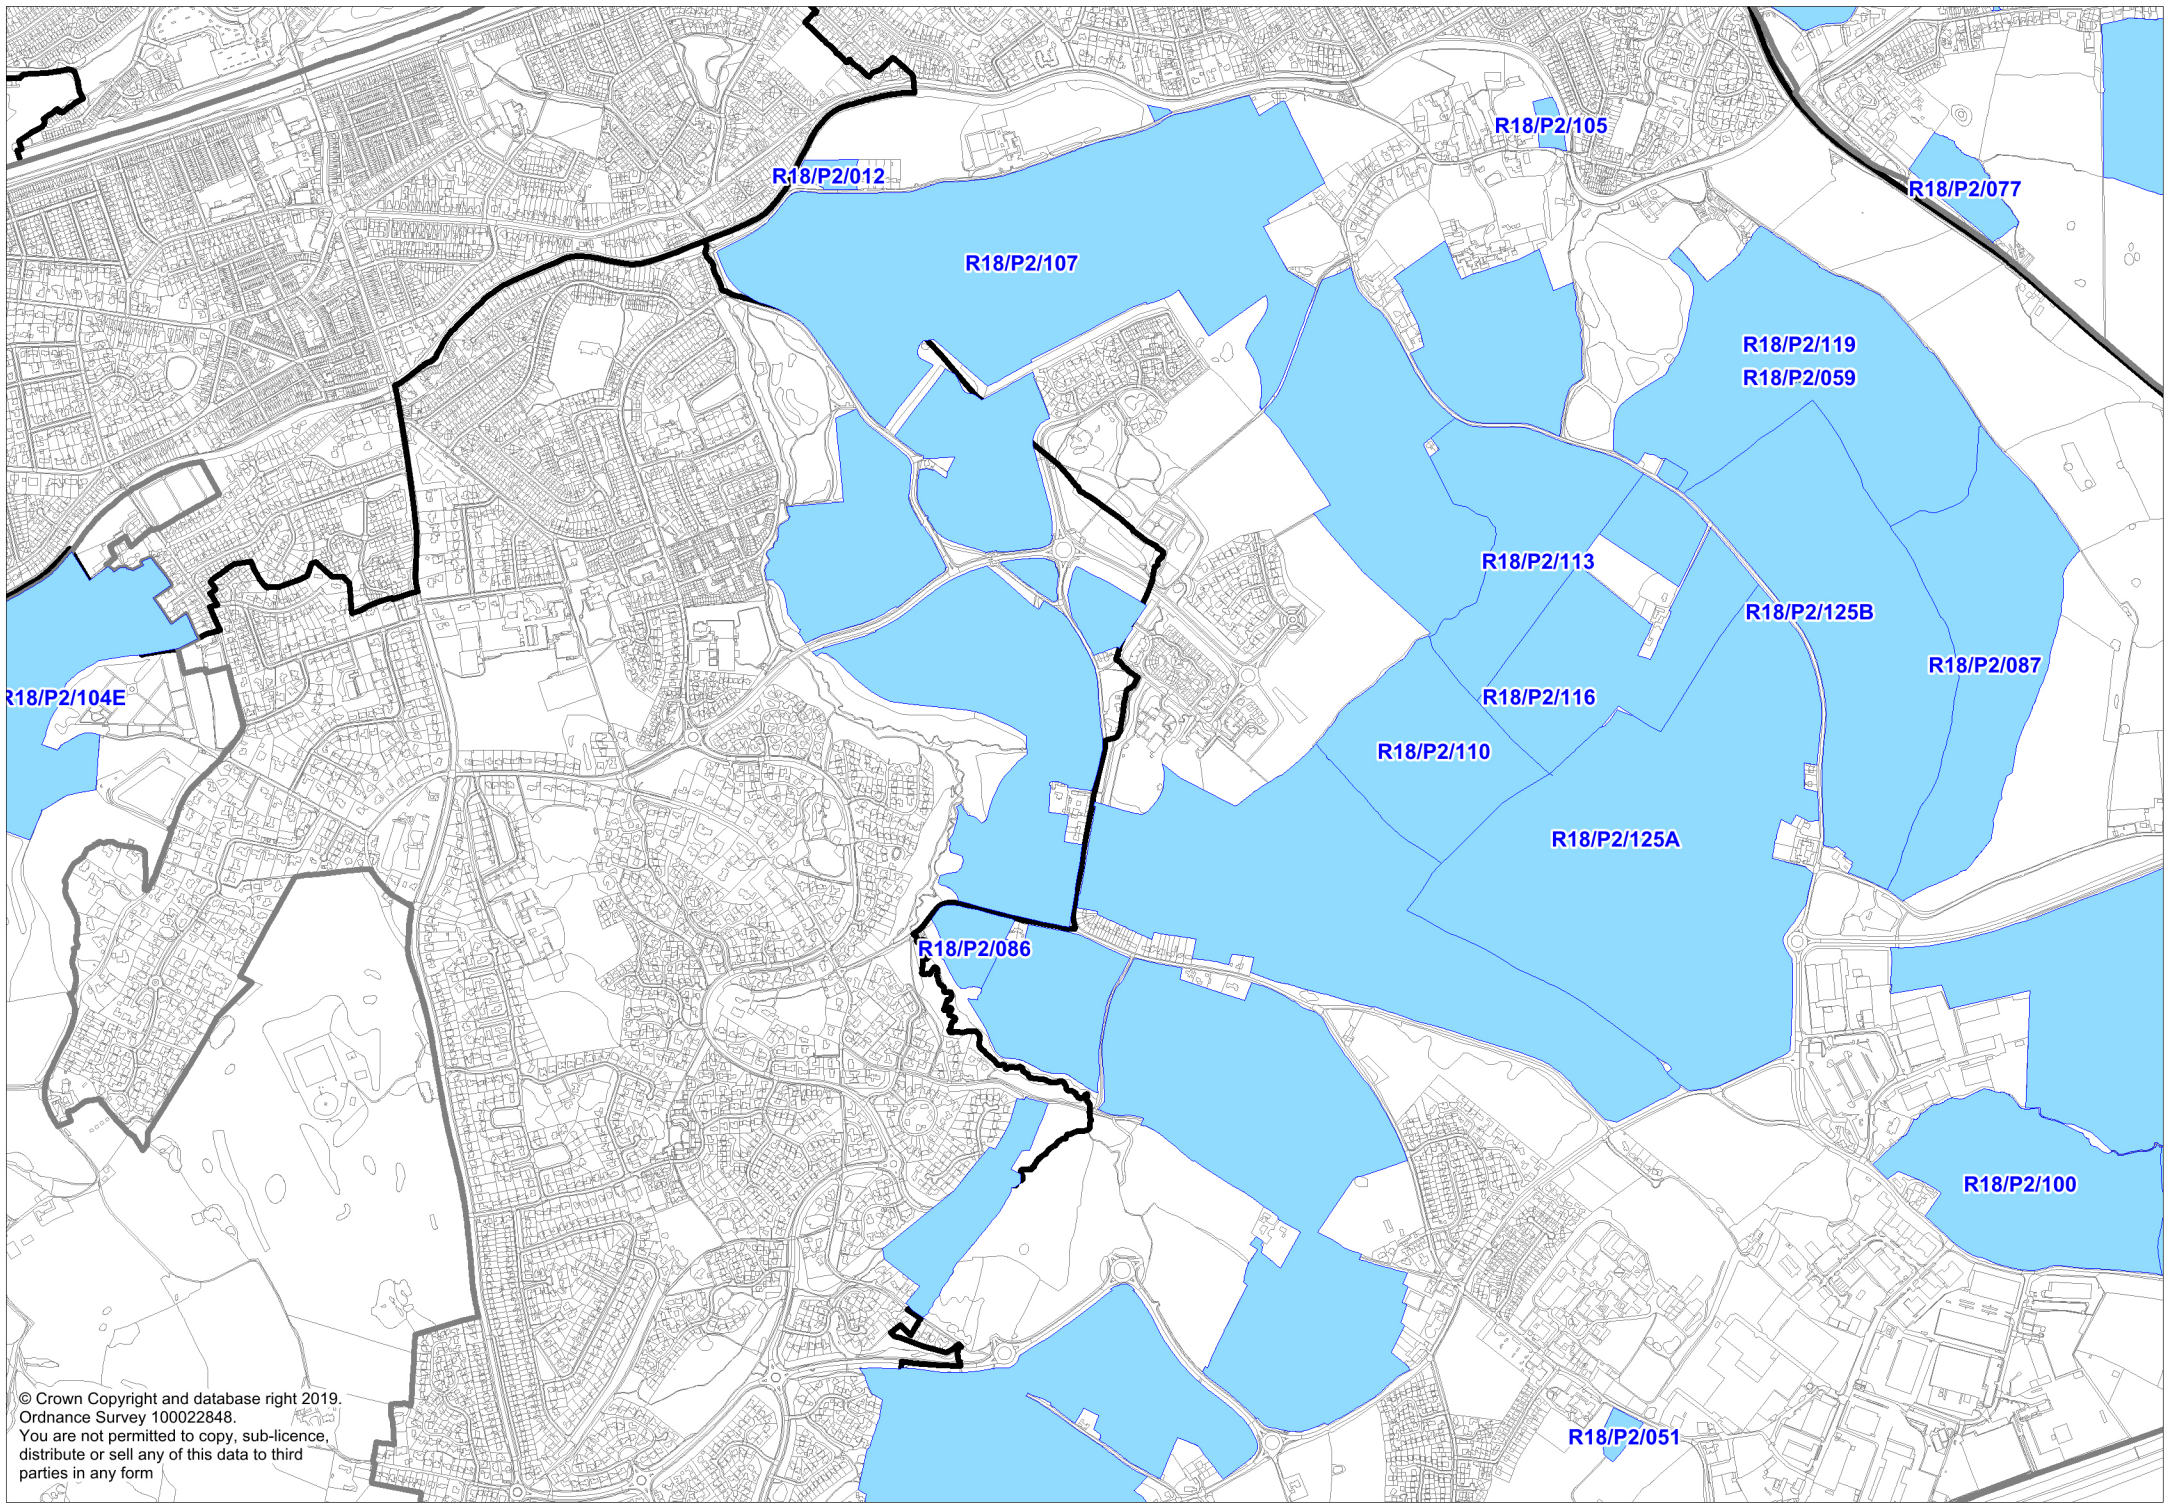 R18/P2/105
R18/P2/012
R18/P2/077
R18/P2/107
R18/P2/119
R18/P2/059
R18/P2/113
R18/P2/125B
R18/P2/087
R18/P2/104E
R18/P2/116
R18/P2/110
R18/P2/125A
R18/P2/086
R18/P2/100
R18/P2/051
© Crown Copyright and database right 2019.
Ordnance Survey 100022848.
You are not permitted to copy, sub-licence,
distribute or sell any of this data to third
parties in any form